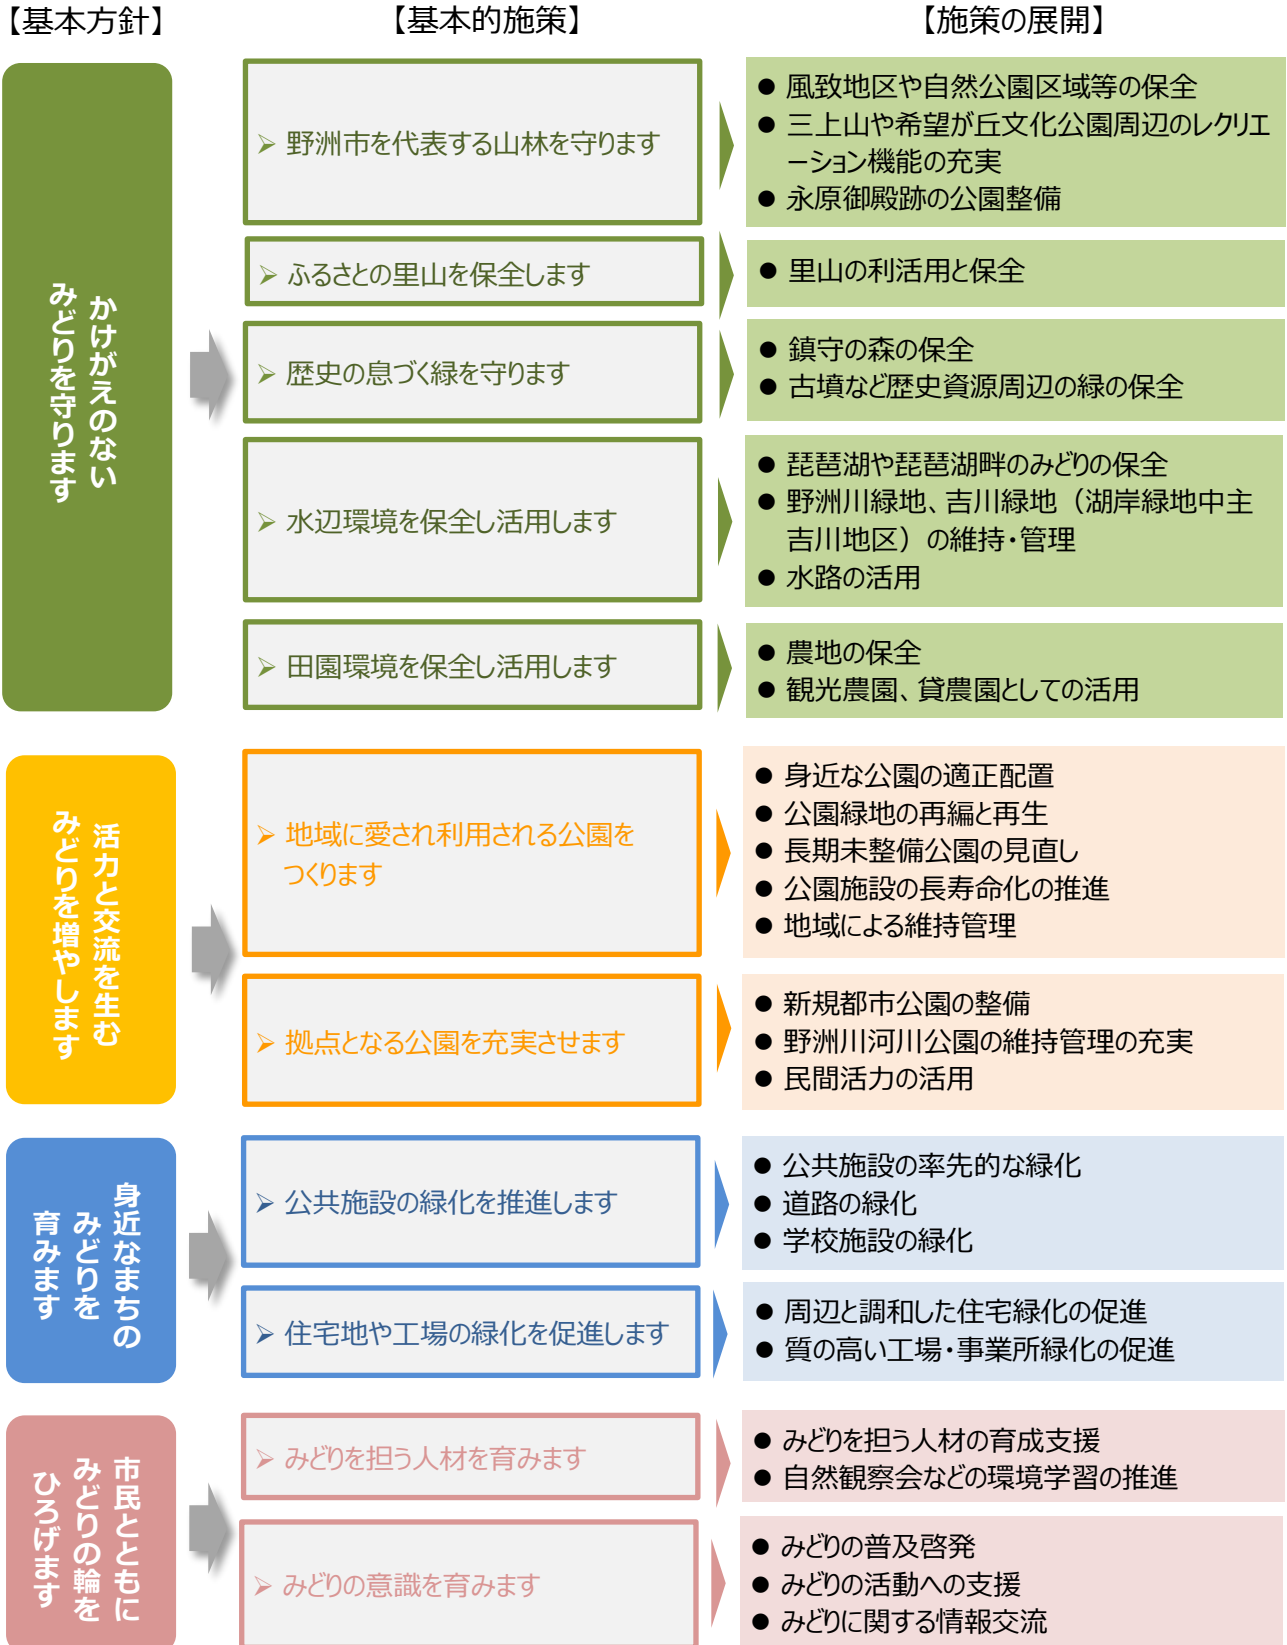 【基本方針】
【基本的施策】
【施策の展開】
かけがえのない
みどりを守ります
➢ 野洲市を代表する山林を守ります
● 風致地区や自然公園区域等の保全
● 三上山や希望が丘文化公園周辺のレクリエ
ーション機能の充実
● 永原御殿跡の公園整備
➢ ふるさとの里山を保全します
● 里山の利活用と保全
➢ 歴史の息づく緑を守ります
● 鎮守の森の保全
● 古墳など歴史資源周辺の緑の保全
➢ 水辺環境を保全し活用します
● 琵琶湖や琵琶湖畔のみどりの保全
● 野洲川緑地、吉川緑地（湖岸緑地中主
吉川地区）の維持・管理
● 水路の活用
➢ 田園環境を保全し活用します
● 農地の保全
● 観光農園、貸農園としての活用
活力と交流を生む
みどりを増やします
➢ 地域に愛され利用される公園を
つくります
● 身近な公園の適正配置
● 公園緑地の再編と再生
● 長期未整備公園の見直し
● 公園施設の長寿命化の推進
● 地域による維持管理
➢ 拠点となる公園を充実させます
● 新規都市公園の整備
● 野洲川河川公園の維持管理の充実
● 民間活力の活用
身近なまちの
みどりを
育みます
➢ 公共施設の緑化を推進します
● 公共施設の率先的な緑化
● 道路の緑化
● 学校施設の緑化
➢ 住宅地や工場の緑化を促進します
● 周辺と調和した住宅緑化の促進
● 質の高い工場・事業所緑化の促進
市民とともに
みどりの輪を
ひろげます
➢ みどりを担う人材を育みます
● みどりを担う人材の育成支援
● 自然観察会などの環境学習の推進
➢ みどりの意識を育みます
● みどりの普及啓発
● みどりの活動への支援
● みどりに関する情報交流